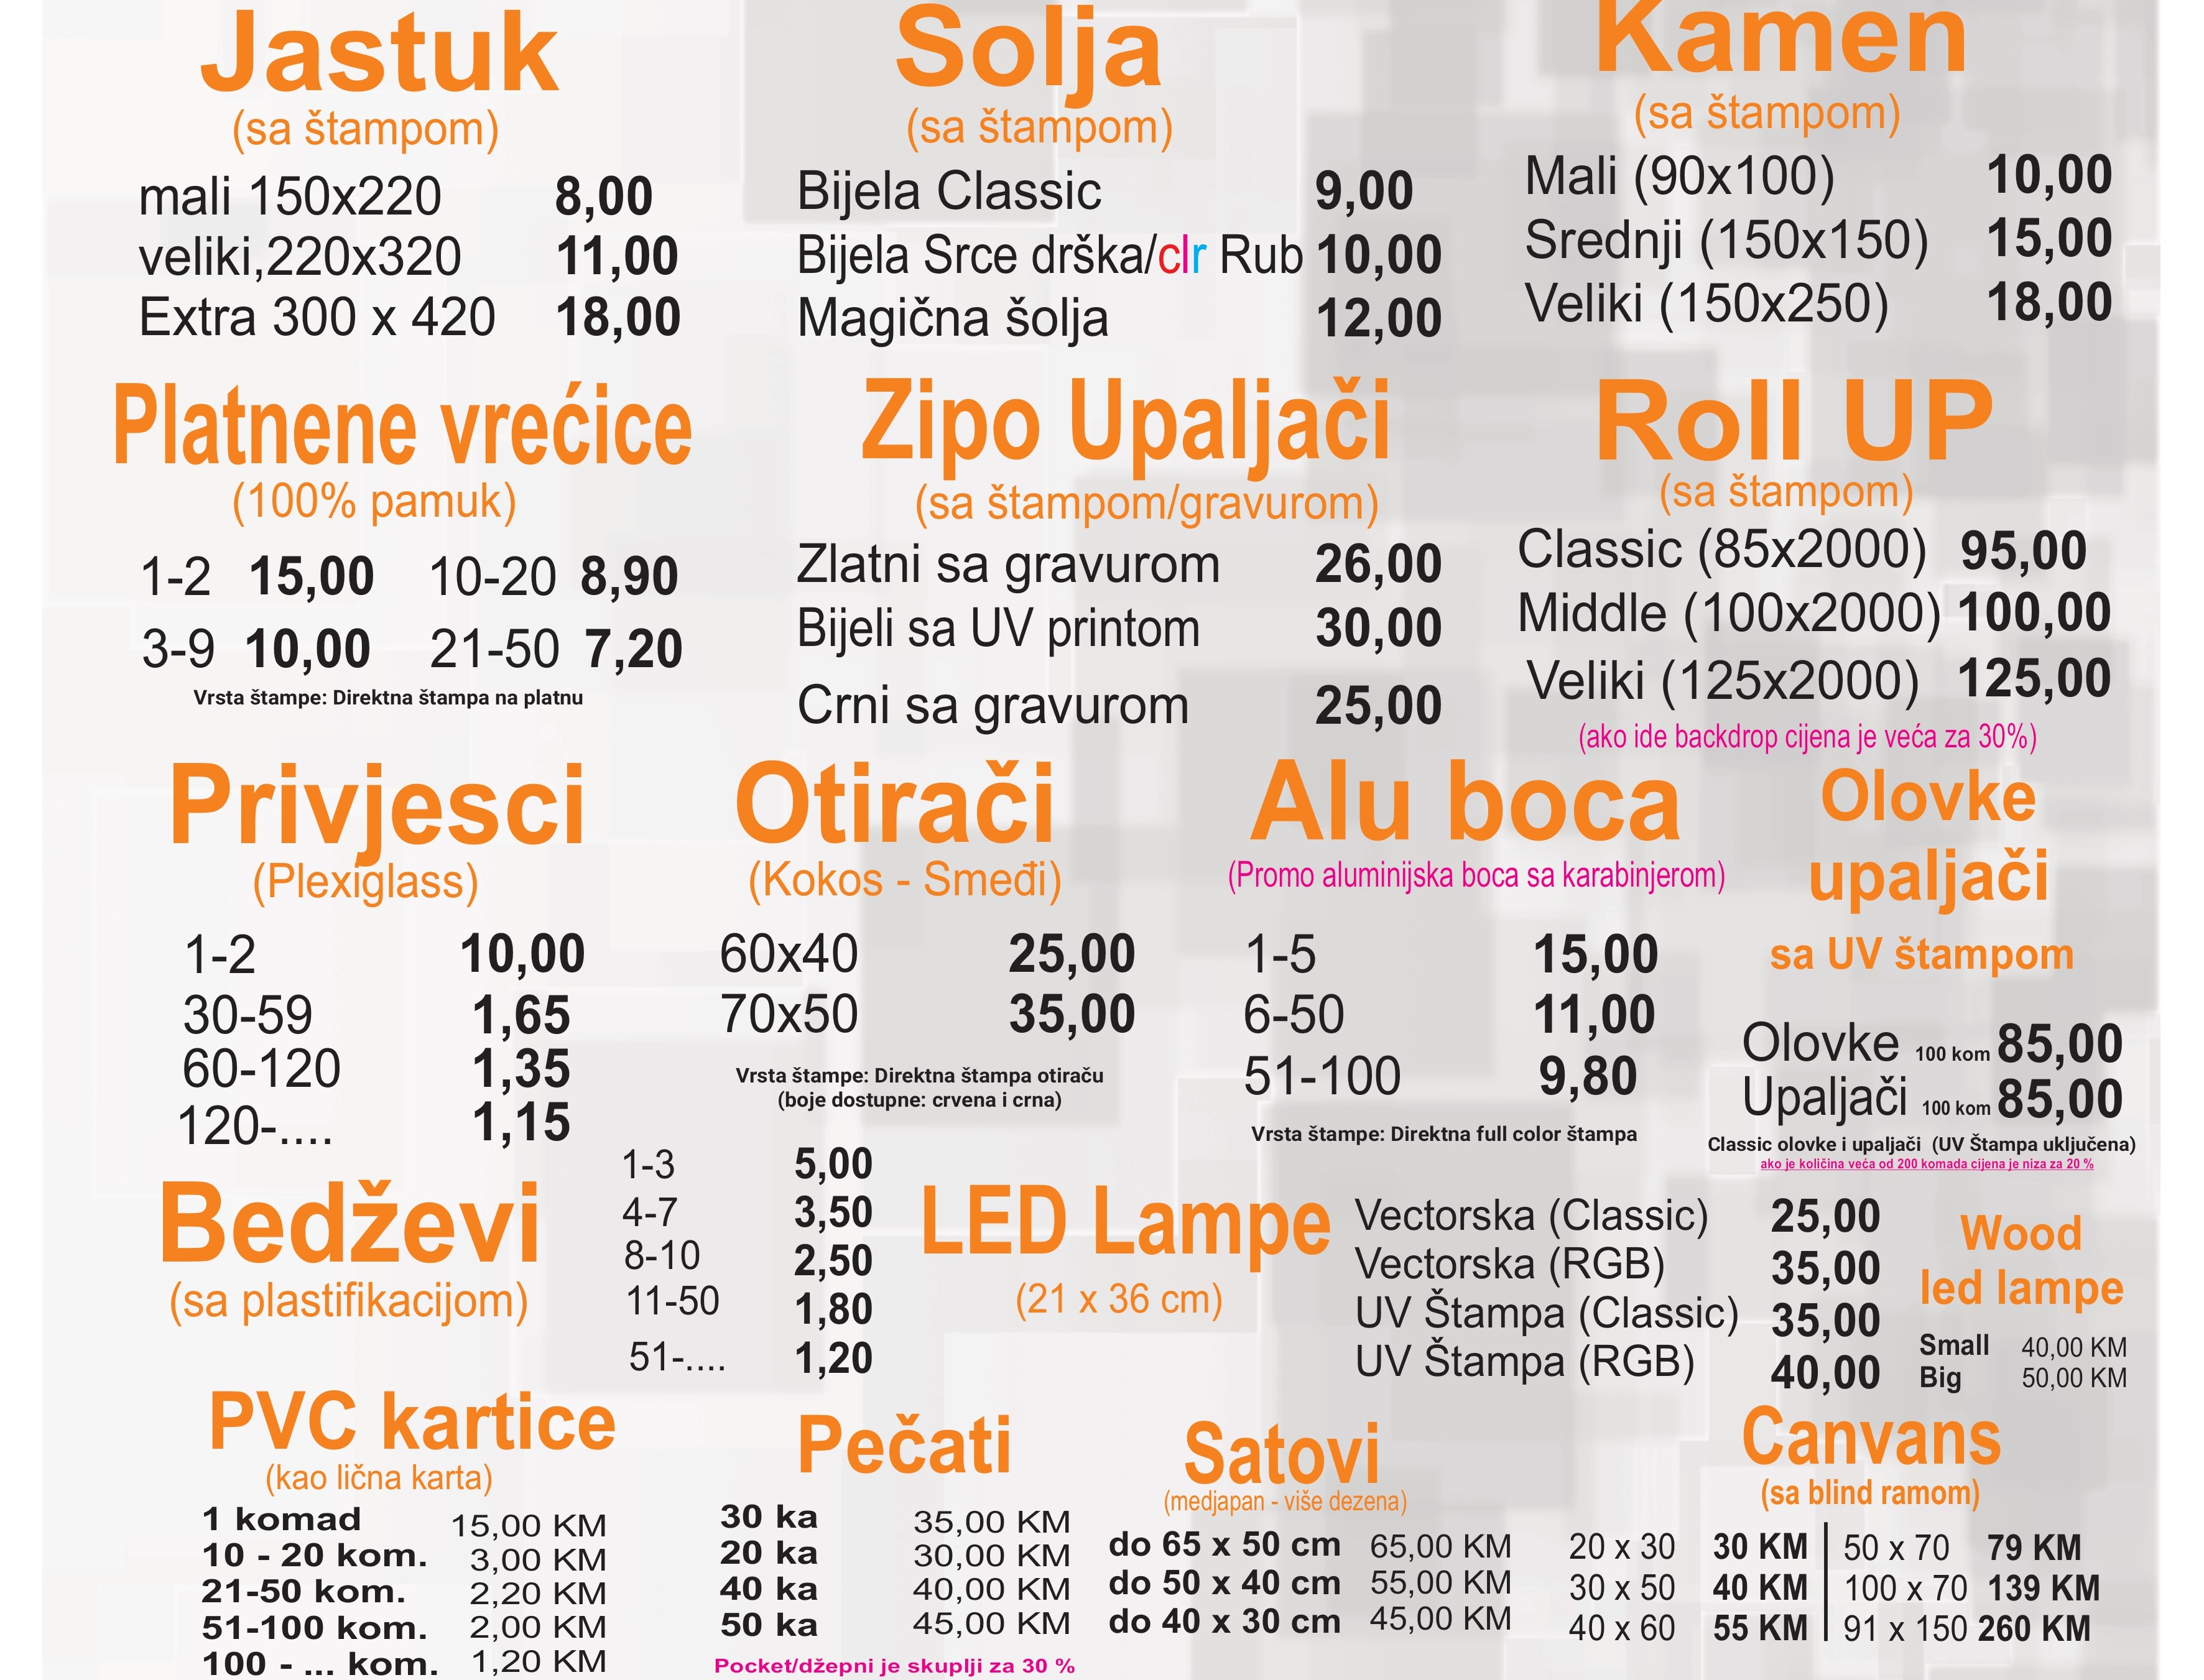 Jastuk
(sa štampom)
mali 150x220 8,00
veliki,220x320 11,00
Extra 300 x 420 18,00
Solja
(sa štampom)
Bijela Classic 9,00
Bijela Srce drška/clr Rub 10,00
Magična šolja 12,00
Kamen
(sa štampom)
Mali (90x100) 10,00
Srednji (150x150) 15,00
Veliki (150x250) 18,00
Platnene vrećice
(100% pamuk)
1-2 15,00 10-20 8,90
3-9 10,00 21-50 7,20
Vrsta štampe: Direktna štampa na platnu
Zipo Upaljači
(sa štampom/gravurom)
Zlatni sa gravurom 26,00
Bijeli sa UV printom 30,00
Crni sa gravurom 25,00
Roll UP
(sa štampom)
Classic (85x2000) 95,00
Middle (100x2000) 100,00
Veliki (125x2000) 125,00
(ako ide backdrop cijena je veća za 30%)
Privjesci
(Plexiglass)
1-2 10,00
30-59 1,65
60-120 1,35
120-.... 1,15
Otirači
(Kokos - Smeđi)
60x40 25,00
70x50 35,00
Vrsta štampe: Direktna štampa otiraču
(boje dostupne: crvena i crna)
Alu boca
(Promo aluminijska boca sa karabinjerom)
1-5 15,00
6-50 11,00
51-100 9,80
Vrsta štampe: Direktna full color štampa
Olovke
upaljači
sa UV štampom
Olovke 100 kom 85,00
Upaljači 100 kom 85,00
Classic olovke i upaljači (UV Štampa uključena)
ako je količina veća od 200 komada cijena je niza za 20 %
Bedževi
(sa plastifikacijom)
1-3 5,00
4-7 3,50
8-10 2,50
11-50 1,80
51-.... 1,20
LED Lampe
(21 x 36 cm)
Vectorska (Classic) 25,00
Vectorska (RGB) 35,00
UV Štampa (Classic) 35,00
UV Štampa (RGB) 40,00
Wood
led lampe
Small 40,00 KM
Big 50,00 KM
PVC kartice
(kao lična karta)
1 komad 15,00 KM
10 - 20 kom. 3,00 KM
21-50 kom. 2,20 KM
51-100 kom. 2,00 KM
100 - ... kom. 1,20 KM
Pečati
30 ka 35,00 KM
20 ka 30,00 KM
40 ka 40,00 KM
50 ka 45,00 KM
Pocket/džepni je skuplji za 30 %
Satovi
(medjapan - više dezena)
do 65 x 50 cm 65,00 KM
do 50 x 40 cm 55,00 KM
do 40 x 30 cm 45,00 KM
Canvans
(sa blind ramom)
20 x 30 30 KM 50 x 70 79 KM
30 x 50 40 KM 100 x 70 139 KM
40 x 60 55 KM 91 x 150 260 KM